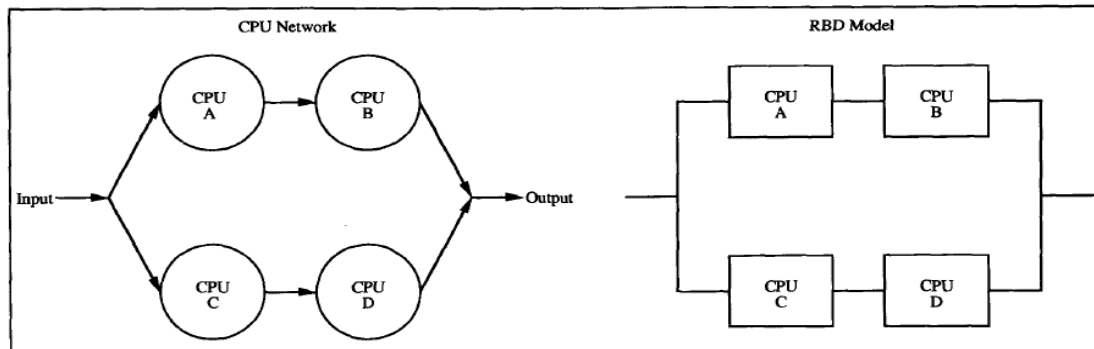 CPU Network
RBD Model
CPU
A
CPU
B
CPU
A
CPU
B
Input
Output
CPU
C
CPU
D
CPU
C
CPU
D